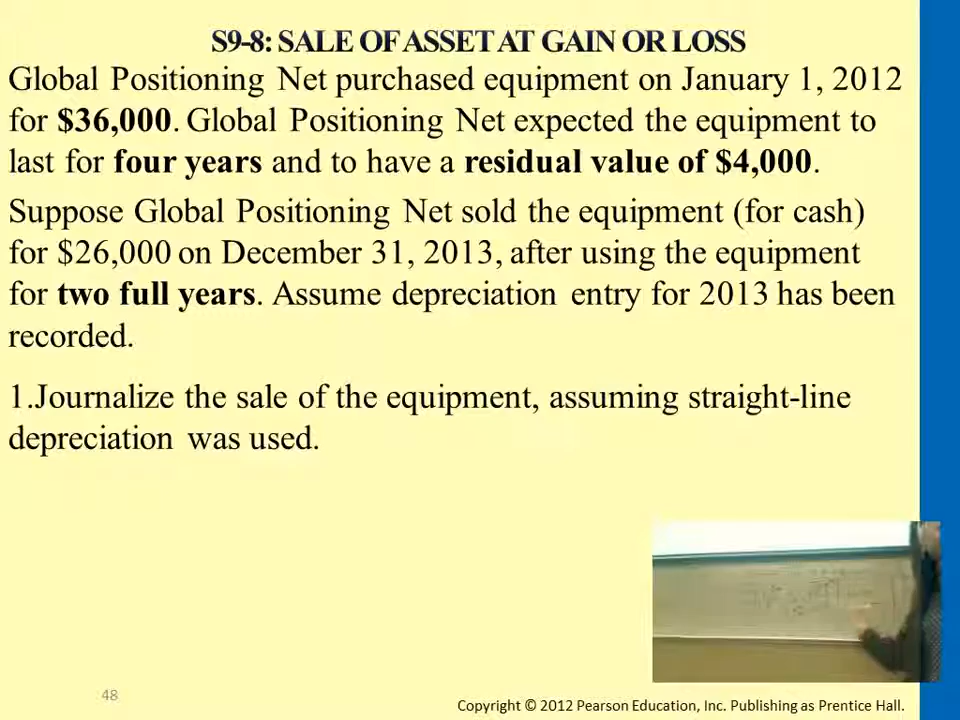 S9-8: SALE OF ASSET AT GAIN OR LOSS
Global Positioning Net purchased equipment on January 1, 2012
for $36,000. Global Positioning Net expected the equipment to
last for four years and to have a residual value of $4,000.
Suppose Global Positioning Net sold the equipment (for cash)
for $26,000 on December 31, 2013, after using the equipment
for two full years. Assume depreciation entry for 2013 has been
recorded.
1.Journalize the sale of the equipment, assuming straight-line
depreciation was used.
48
Copyright © 2012 Pearson Education, Inc. Publishing as Prentice Hall.